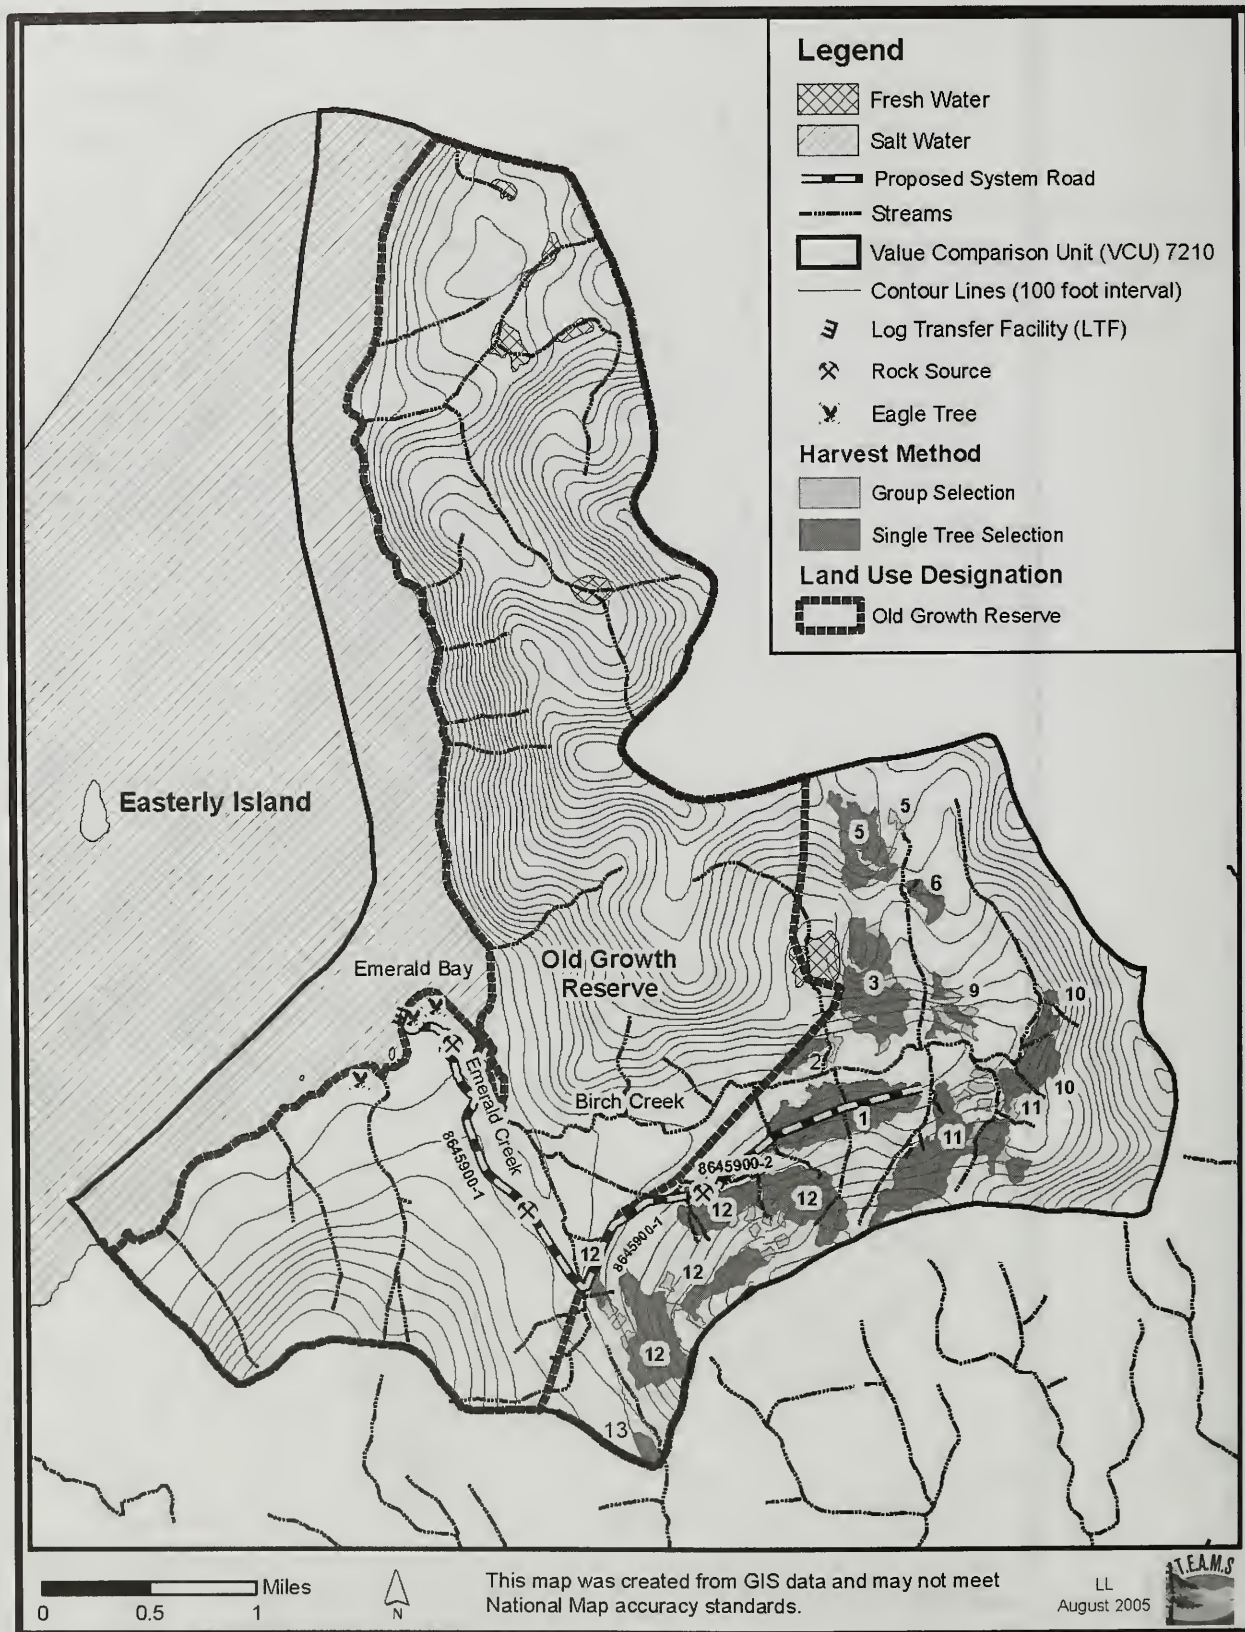 Legend
Fresh Water
Salt Water
Proposed System Road
Streams
Value Comparison Unit (VCU) 7210
Contour Lines (100 foot interval)
Log Transfer Facility (LTF)
Rock Source
Eagle Tree
Harvest Method
Group Selection
Single Tree Selection
Land Use Designation
Old Growth Reserve
Easterly Island
5
5
6
Emerald Bay
Old Growth
Reserve
3
9
10
2
Emerald Creek
Birch Creek
10
11
1
11
8645900-1
8645900-2
12
12
12
8645900-1
12
12
13
Miles
0 0.5 1
N
This map was created from GIS data and may not meet
National Map accuracy standards.
LL
August 2005
T.E.A.M.S